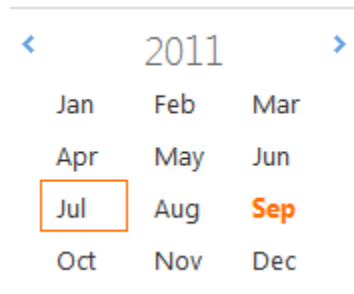 2011
Jan Feb Mar
Apr May Jun
Jul Aug Sep
Oct Nov Dec